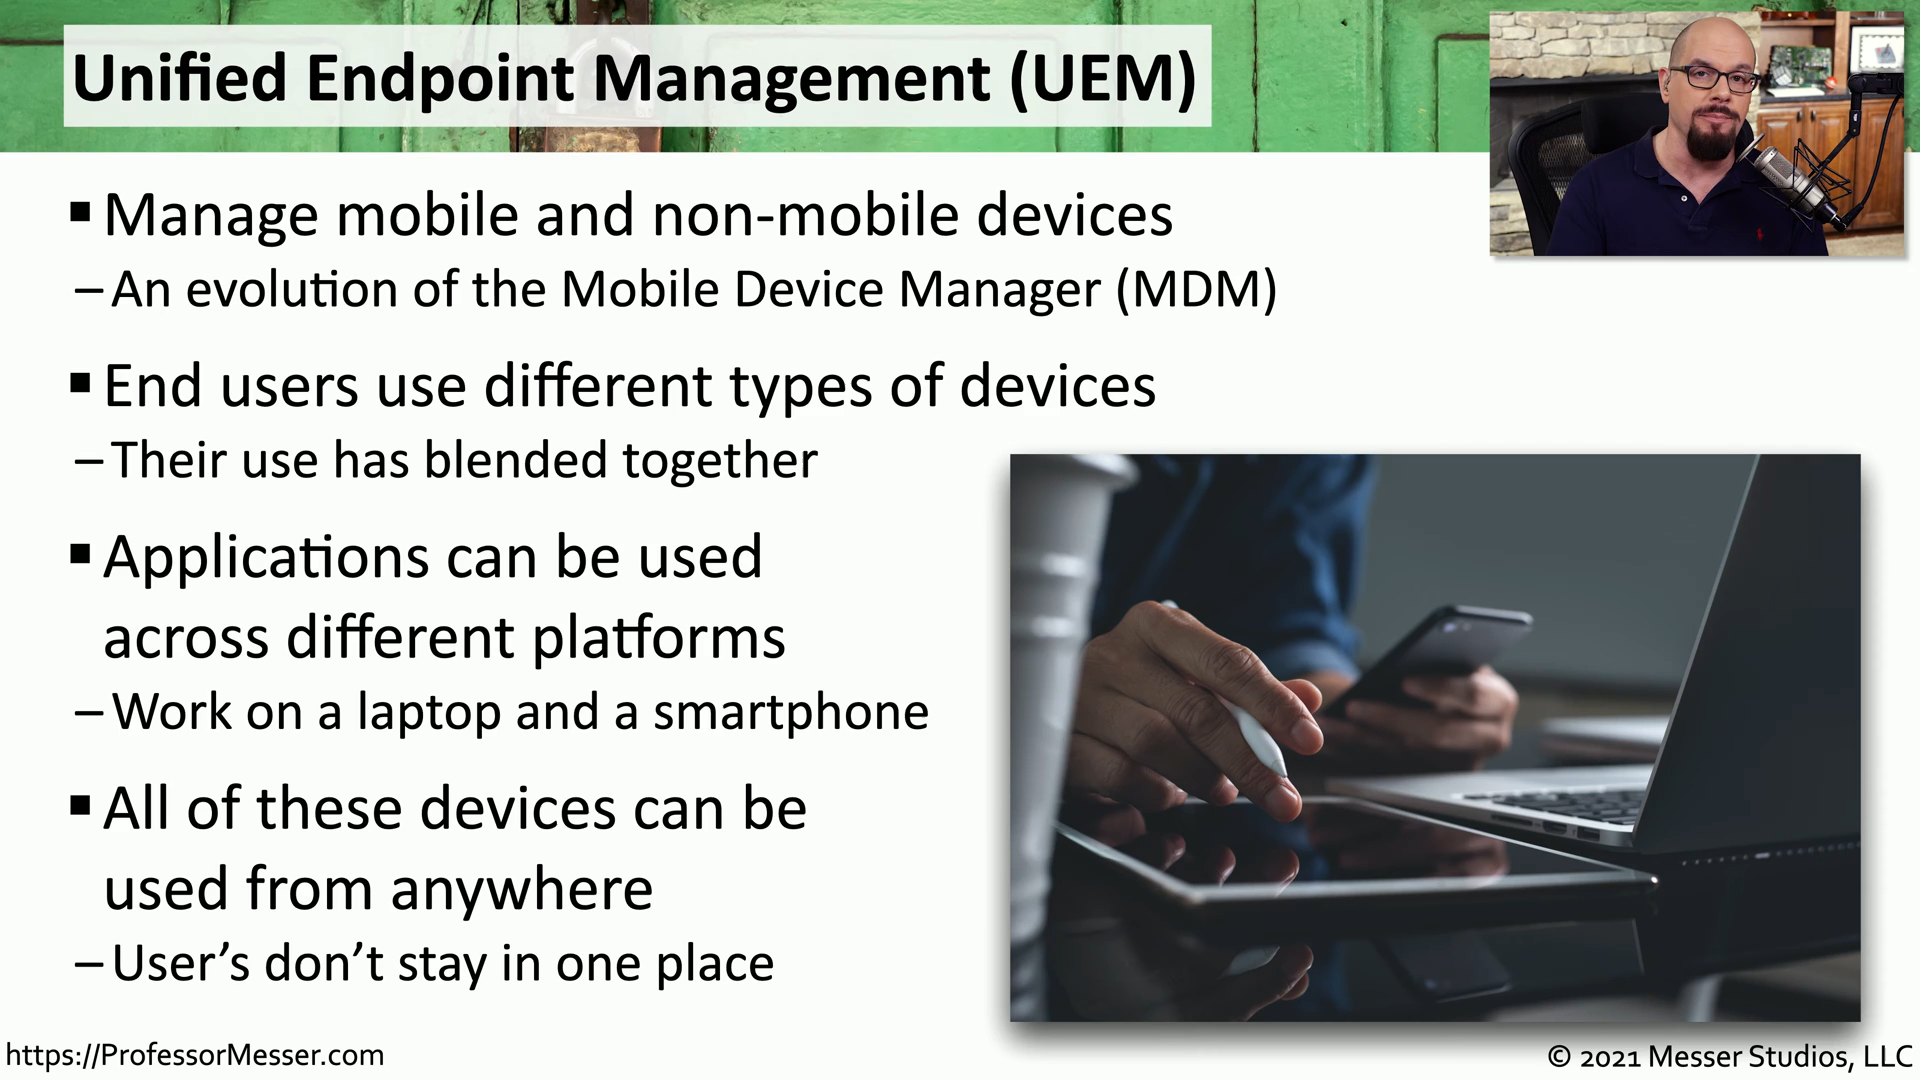 Unified Endpoint Management (UEM)
▪ Manage mobile and non-mobile devices
– An evolution of the Mobile Device Manager (MDM)
▪ End users use different types of devices
– Their use has blended together
▪ Applications can be used
across different platforms
– Work on a laptop and a smartphone
▪ All of these devices can be
used from anywhere
– User’s don’t stay in one place
https://ProfessorMesser.com
© 2021 Messer Studios, LLC